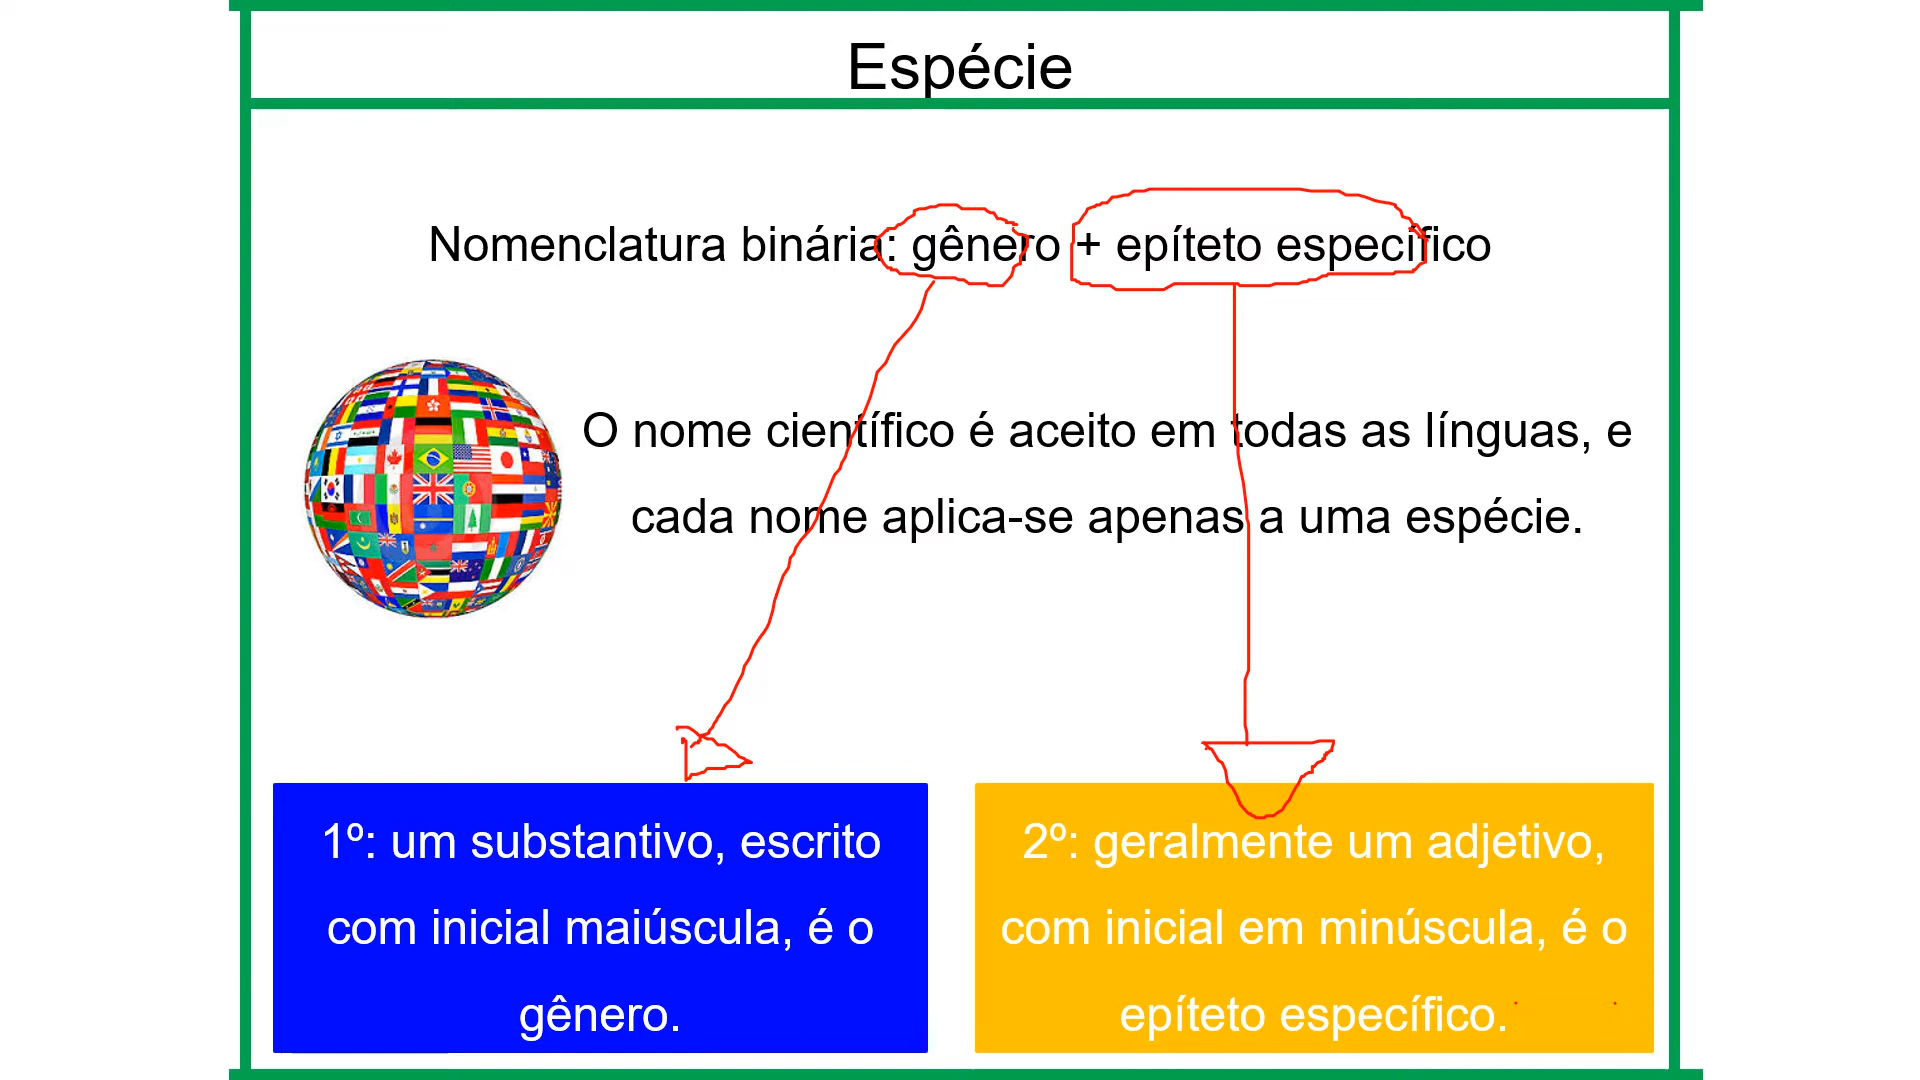 Espécie
Nomenclatura binária: gênero + epíteto específico
O nome científico é aceito em todas as línguas, e
cada nome aplica-se apenas a uma espécie.
1º: um substantivo, escrito
com inicial maiúscula, é o
gênero.
2º: geralmente um adjetivo,
com inicial em minúscula, é o
epíteto específico.